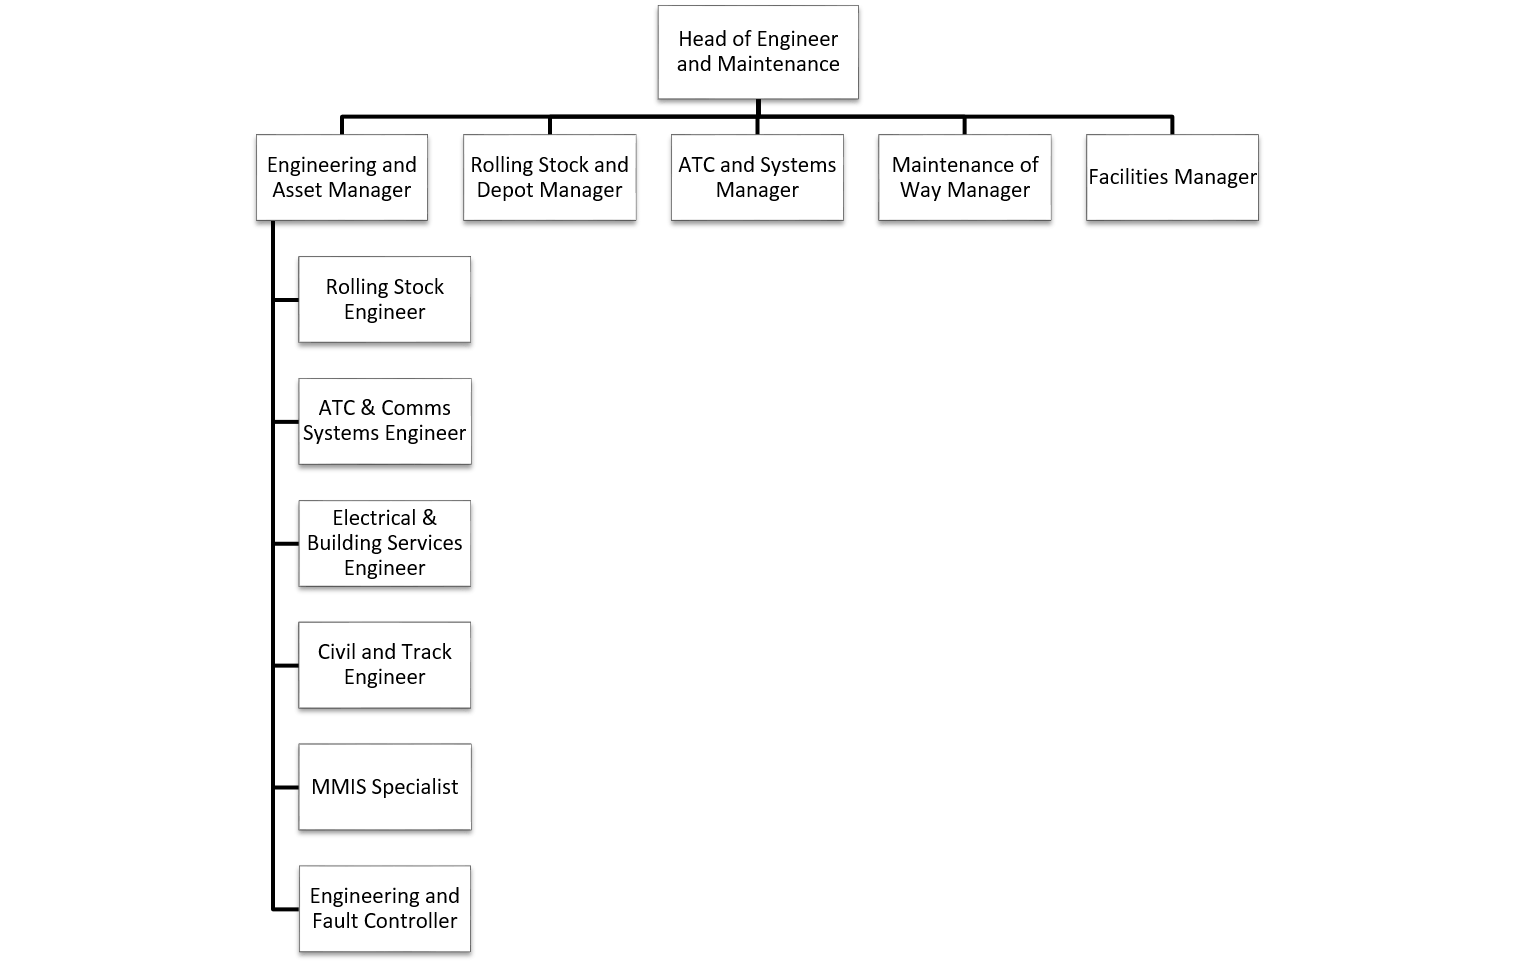 Head of Engineer
and Maintenance
Engineering and
Asset Manager
Rolling Stock and
Depot Manager
ATC and Systems
Manager
Maintenance of
Way Manager
Facilities Manager
Rolling Stock
Engineer
ATC & Comms
Systems Engineer
Electrical &
Building Services
Engineer
Civil and Track
Engineer
MMIS Specialist
Engineering and
Fault Controller